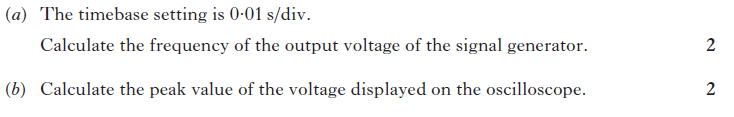 (a) The timebase setting is 0·01 s/div.
Calculate the frequency of the output voltage of the signal generator. 2
(b) Calculate the peak value of the voltage displayed on the oscilloscope. 2